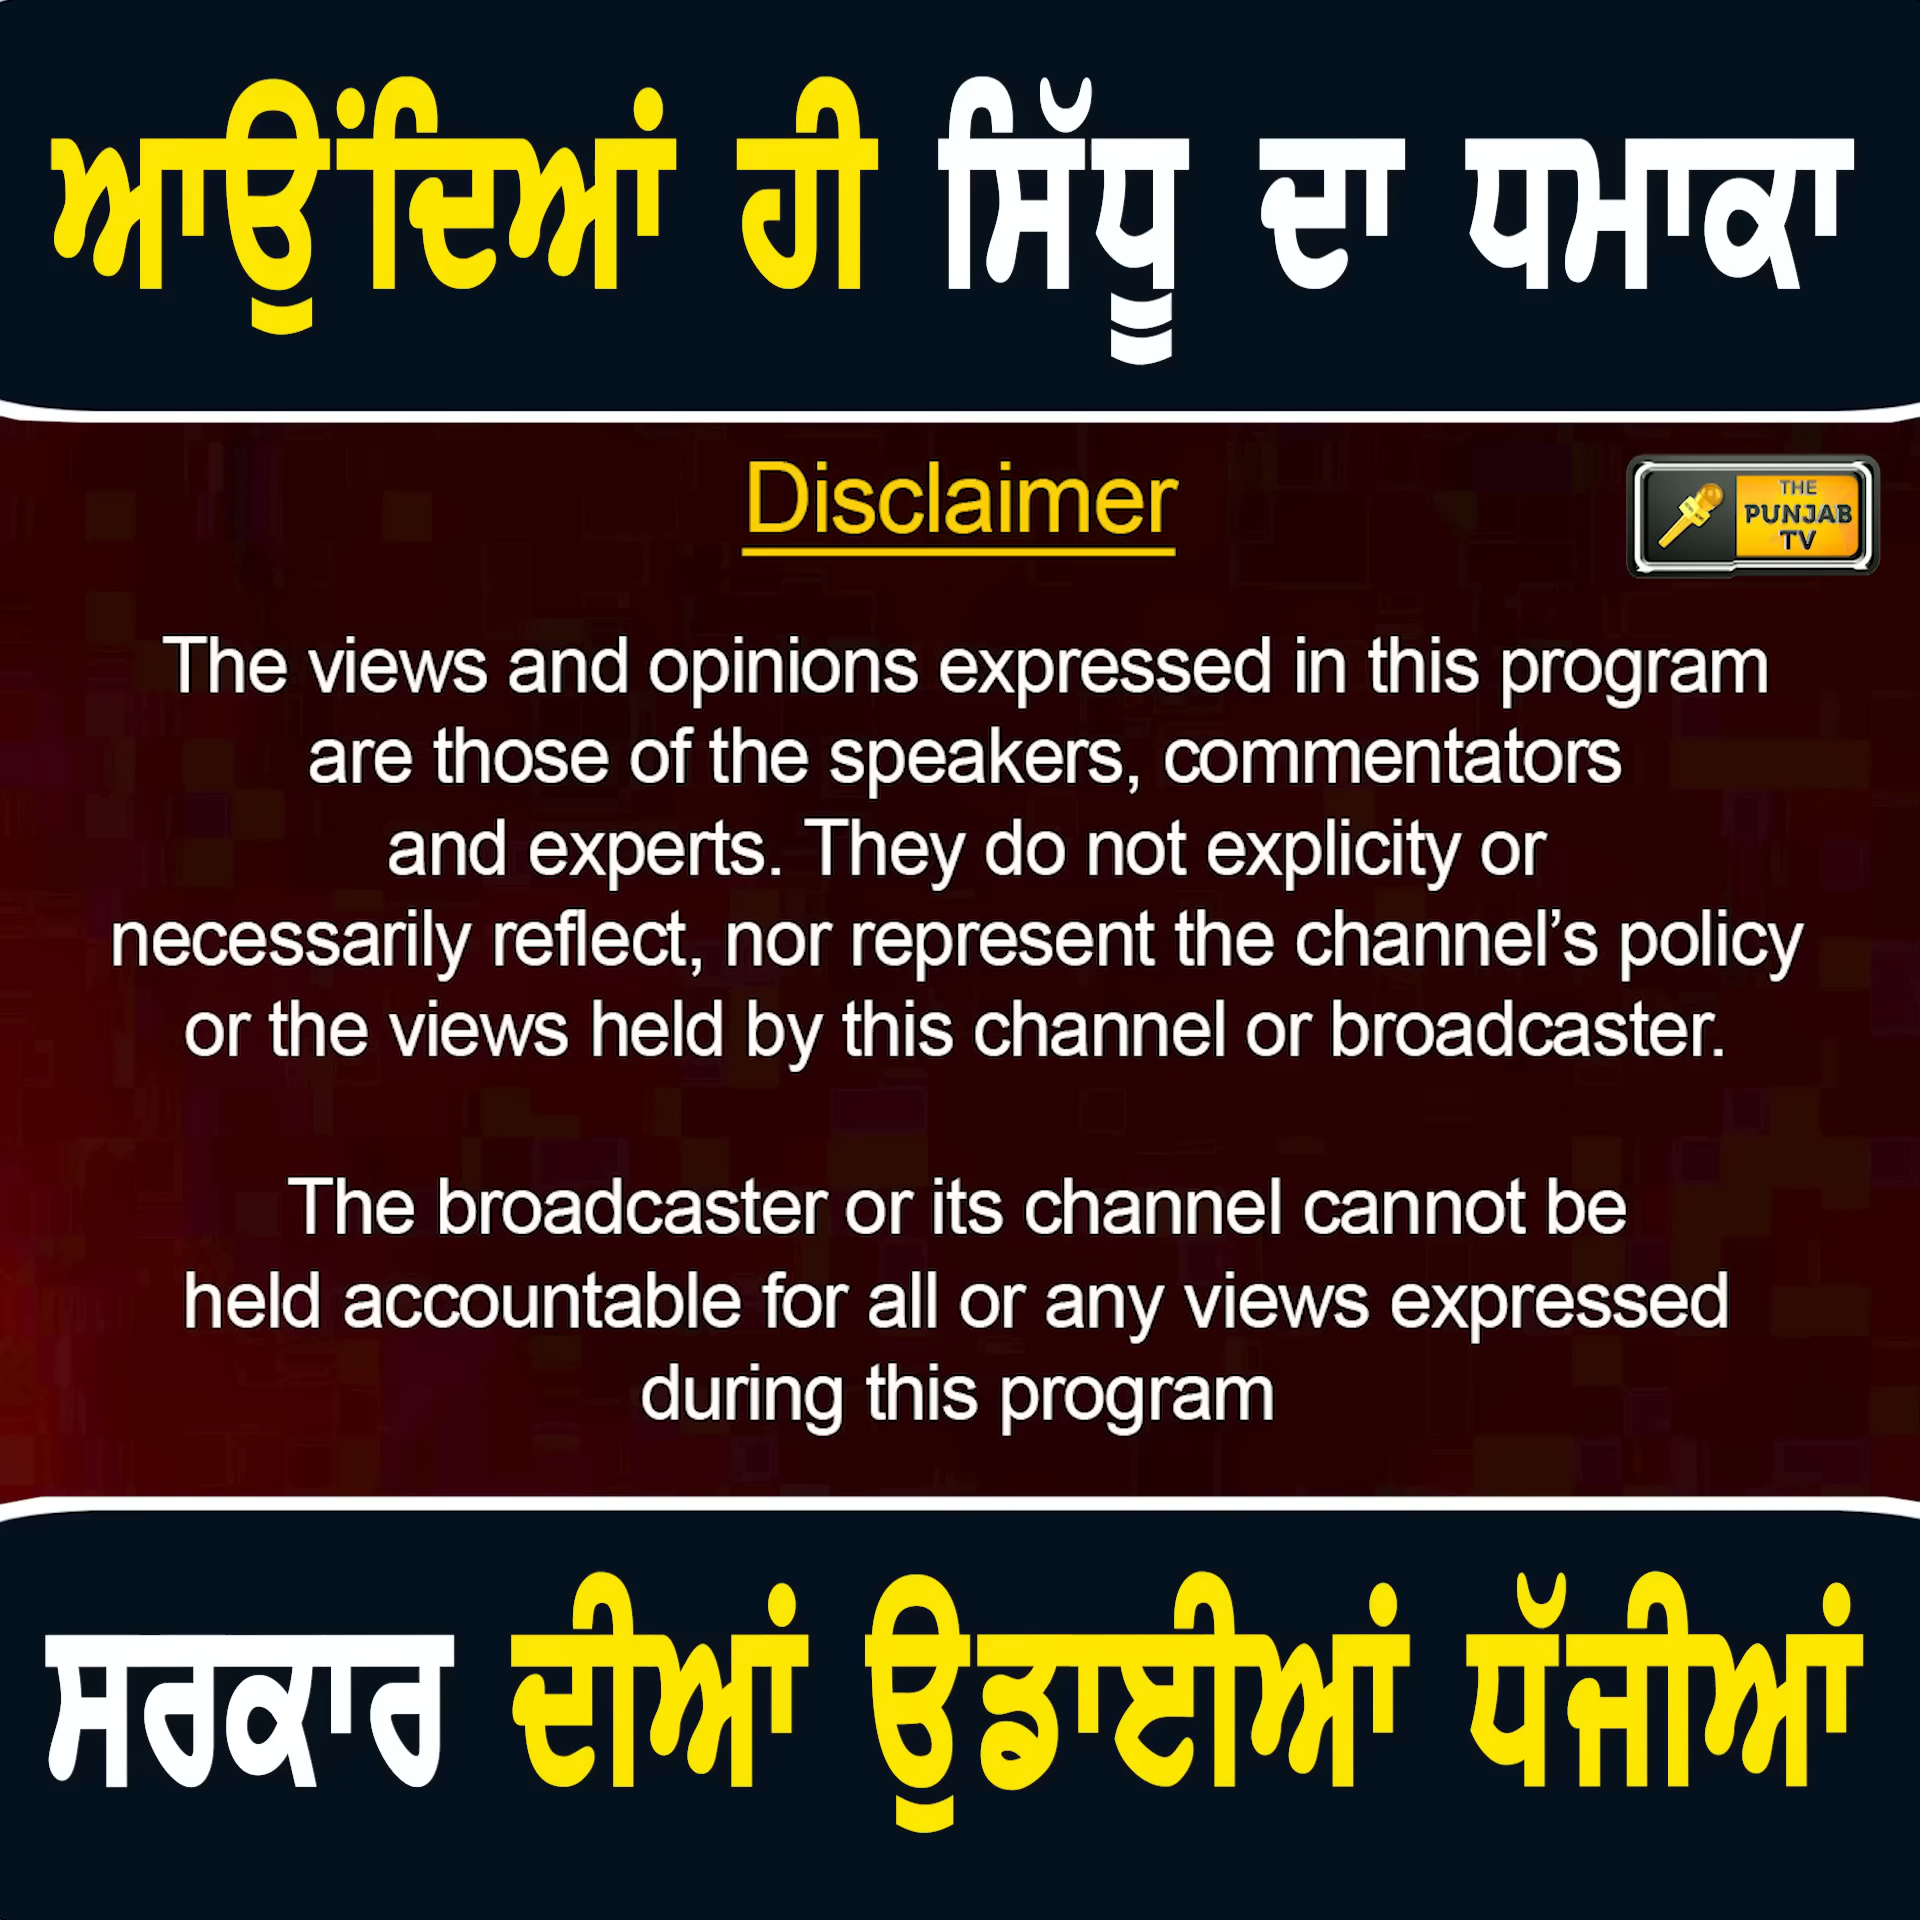 ਆਉਂਦਿਆਂ ਹੀ ਸਿੱਧੂ ਦਾ ਧਮਾਕਾ
Disclaimer
THE
PUNJAB
TV
The views and opinions expressed in this program
are those of the speakers, commentators
and experts. They do not explicity or
necessarily reflect, nor represent the channel’s policy
or the views held by this channel or broadcaster.
The broadcaster or its channel cannot be
held accountable for all or any views expressed
during this program
ਸਰਕਾਰ ਦੀਆਂ ਉਡਾਈਆਂ ਧੱਜੀਆਂ